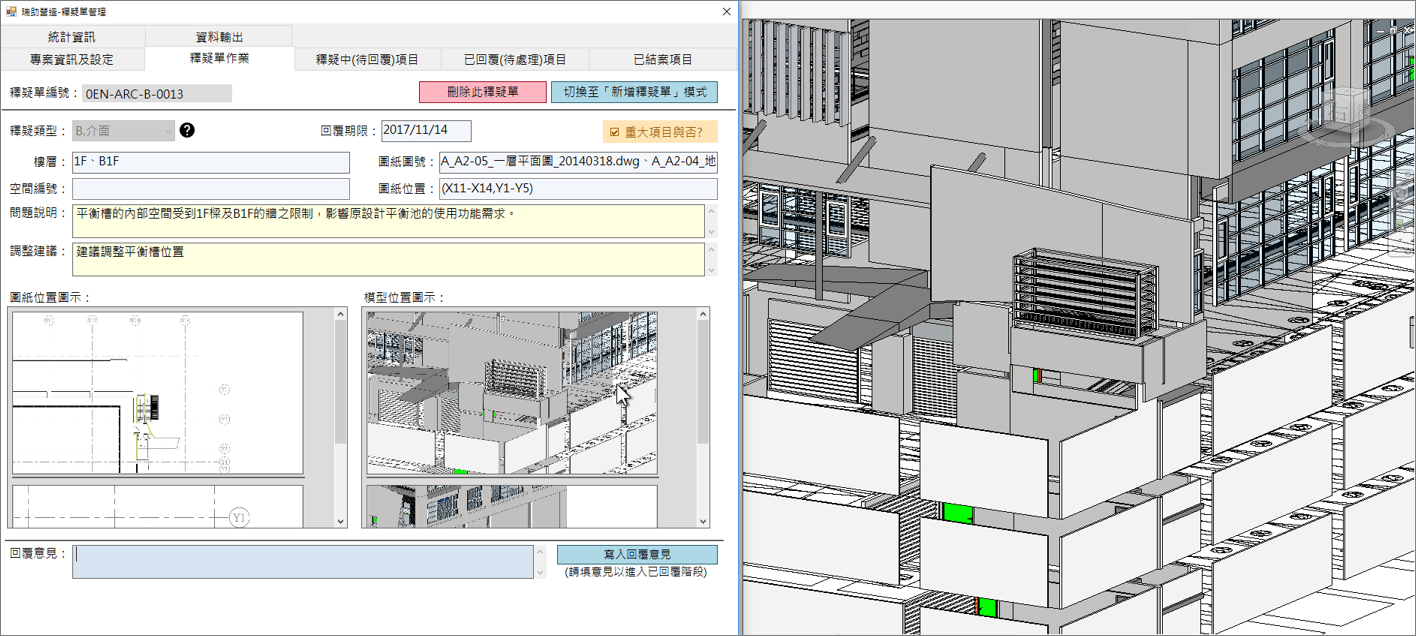 瑞助營造-釋疑單管理
統計資訊 資料輸出
專案資訊及設定 釋疑單作業 釋疑中(待回覆)項目 已回覆(待處理)項目 已結案項目
釋疑單編號： 0EN-ARC-B-0013 刪除此釋疑單 切換至「新增釋疑單」模式
釋疑類型： B.介面 ? 回覆期限： 2017/11/14 重大項目與否?
樓層： 1F、B1F 圖紙圖號： A_A2-05_一層平面圖_20140318.dwg、A_A2-04_地
空間編號： 圖紙位置： (X11-X14,Y1-Y5)
問題說明： 平衡槽的內部空間受到1F樑及B1F的牆之限制，影響原設計平衡池的使用功能需求。
調整建議： 建議調整平衡槽位置
圖紙位置圖示： 模型位置圖示：
Y1
回覆意見： 寫入回覆意見
(請填意見以進入已回覆階段)